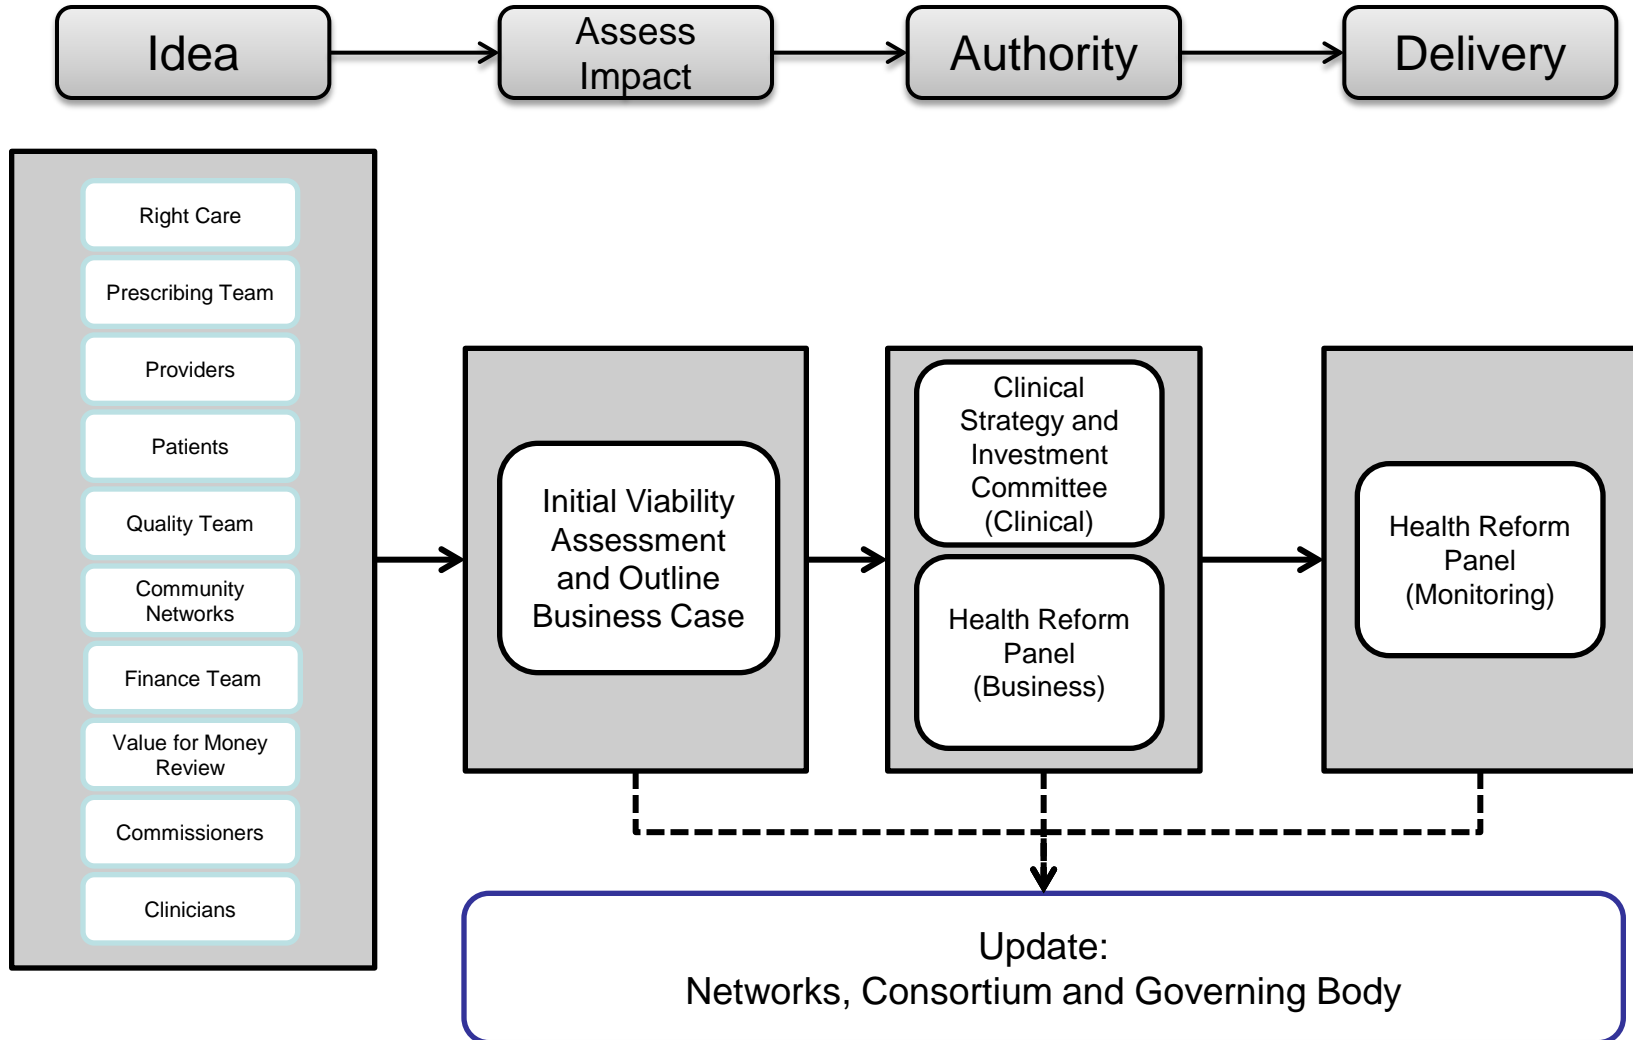 Idea
Assess
Impact
Authority
Delivery
Right Care
Prescribing Team
Providers
Patients
Quality Team
Community
Networks
Finance Team
Value for Money
Review
Commissioners
Clinicians
Initial Viability
Assessment
and Outline
Business Case
Clinical
Strategy and
Investment
Committee
(Clinical)
Health Reform
Panel
(Business)
Health Reform
Panel
(Monitoring)
Update:
Networks, Consortium and Governing Body